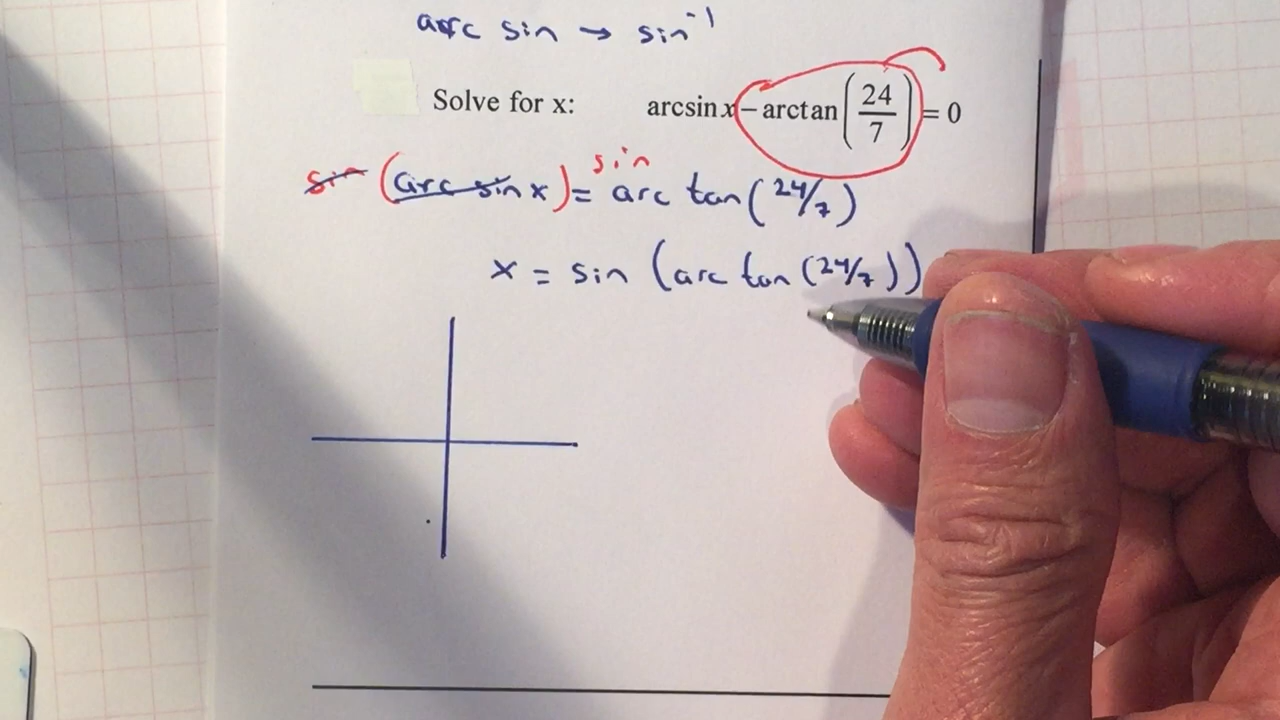 arc sin → sin⁻¹
Solve for x: arcsin x − arctan (24/7) = 0
sin (arc sin x) = sin arc tan (24/7)
x = sin (arc tan (24/7))